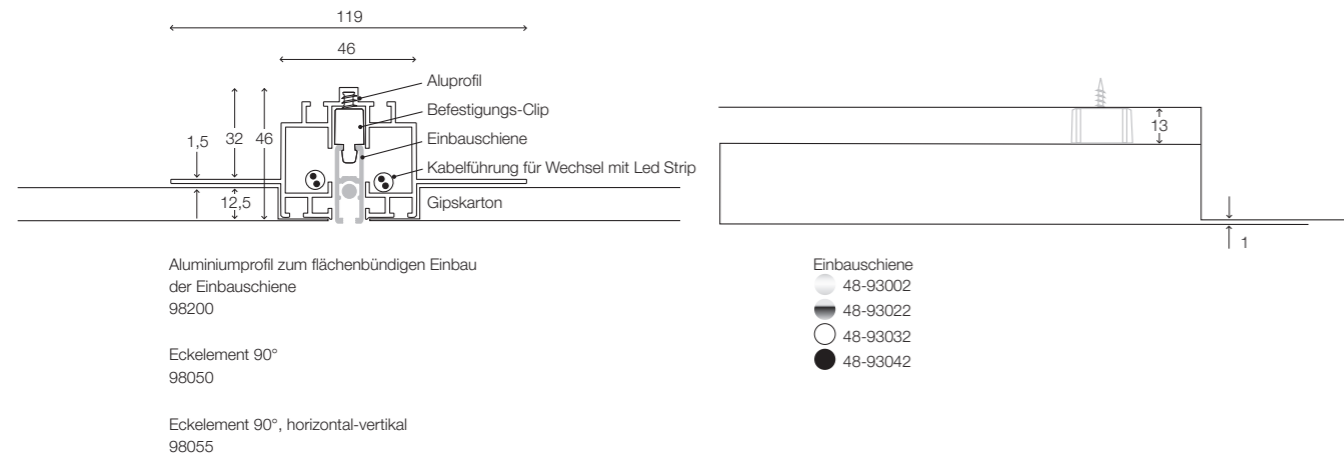 119
46
Aluprofil
Befestigungs-Clip
Einbauschiene
Kabelführung für Wechsel mit Led Strip
Gipskarton
1,5
32
46
12,5
13
1
Aluminiumprofil zum flächenbündigen Einbau
der Einbauschiene
98200
Eckelement 90°
98050
Eckelement 90°, horizontal-vertikal
98055
Einbauschiene
48-93002
48-93022
48-93032
48-93042